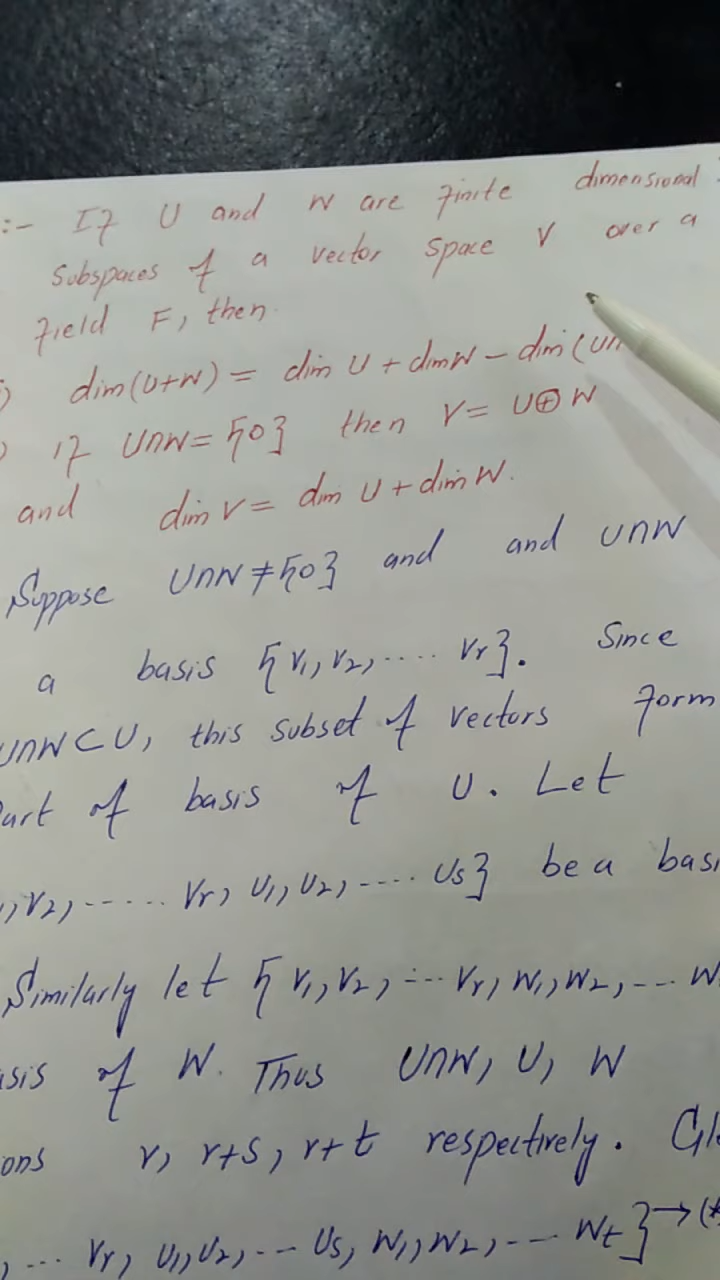 :- If U and W are finite dimensional
Subspaces of a vector space V over a
field F, then
i) dim(U+W) = dim U + dim W - dim (U∩
) If U∩W = {0} then V = U⊕W
and dim V = dim U + dim W.
Suppose U∩W ≠ {0} and and U∩W
a basis {v1, v2, .... vr}. Since
U∩W ⊂ U, this subset of vectors form
art of basis of U. Let
, v2, ...... vr, u1, u2, .... us} be a basi
Similarly let {v1, v2, ... vr, w1, w2, ... w
sis of W. Thus U∩W, U, W
ons r, r+s, r+t respectively.
, ... vr, u1, u2, ... us, w1, w2, ... wt} → (*